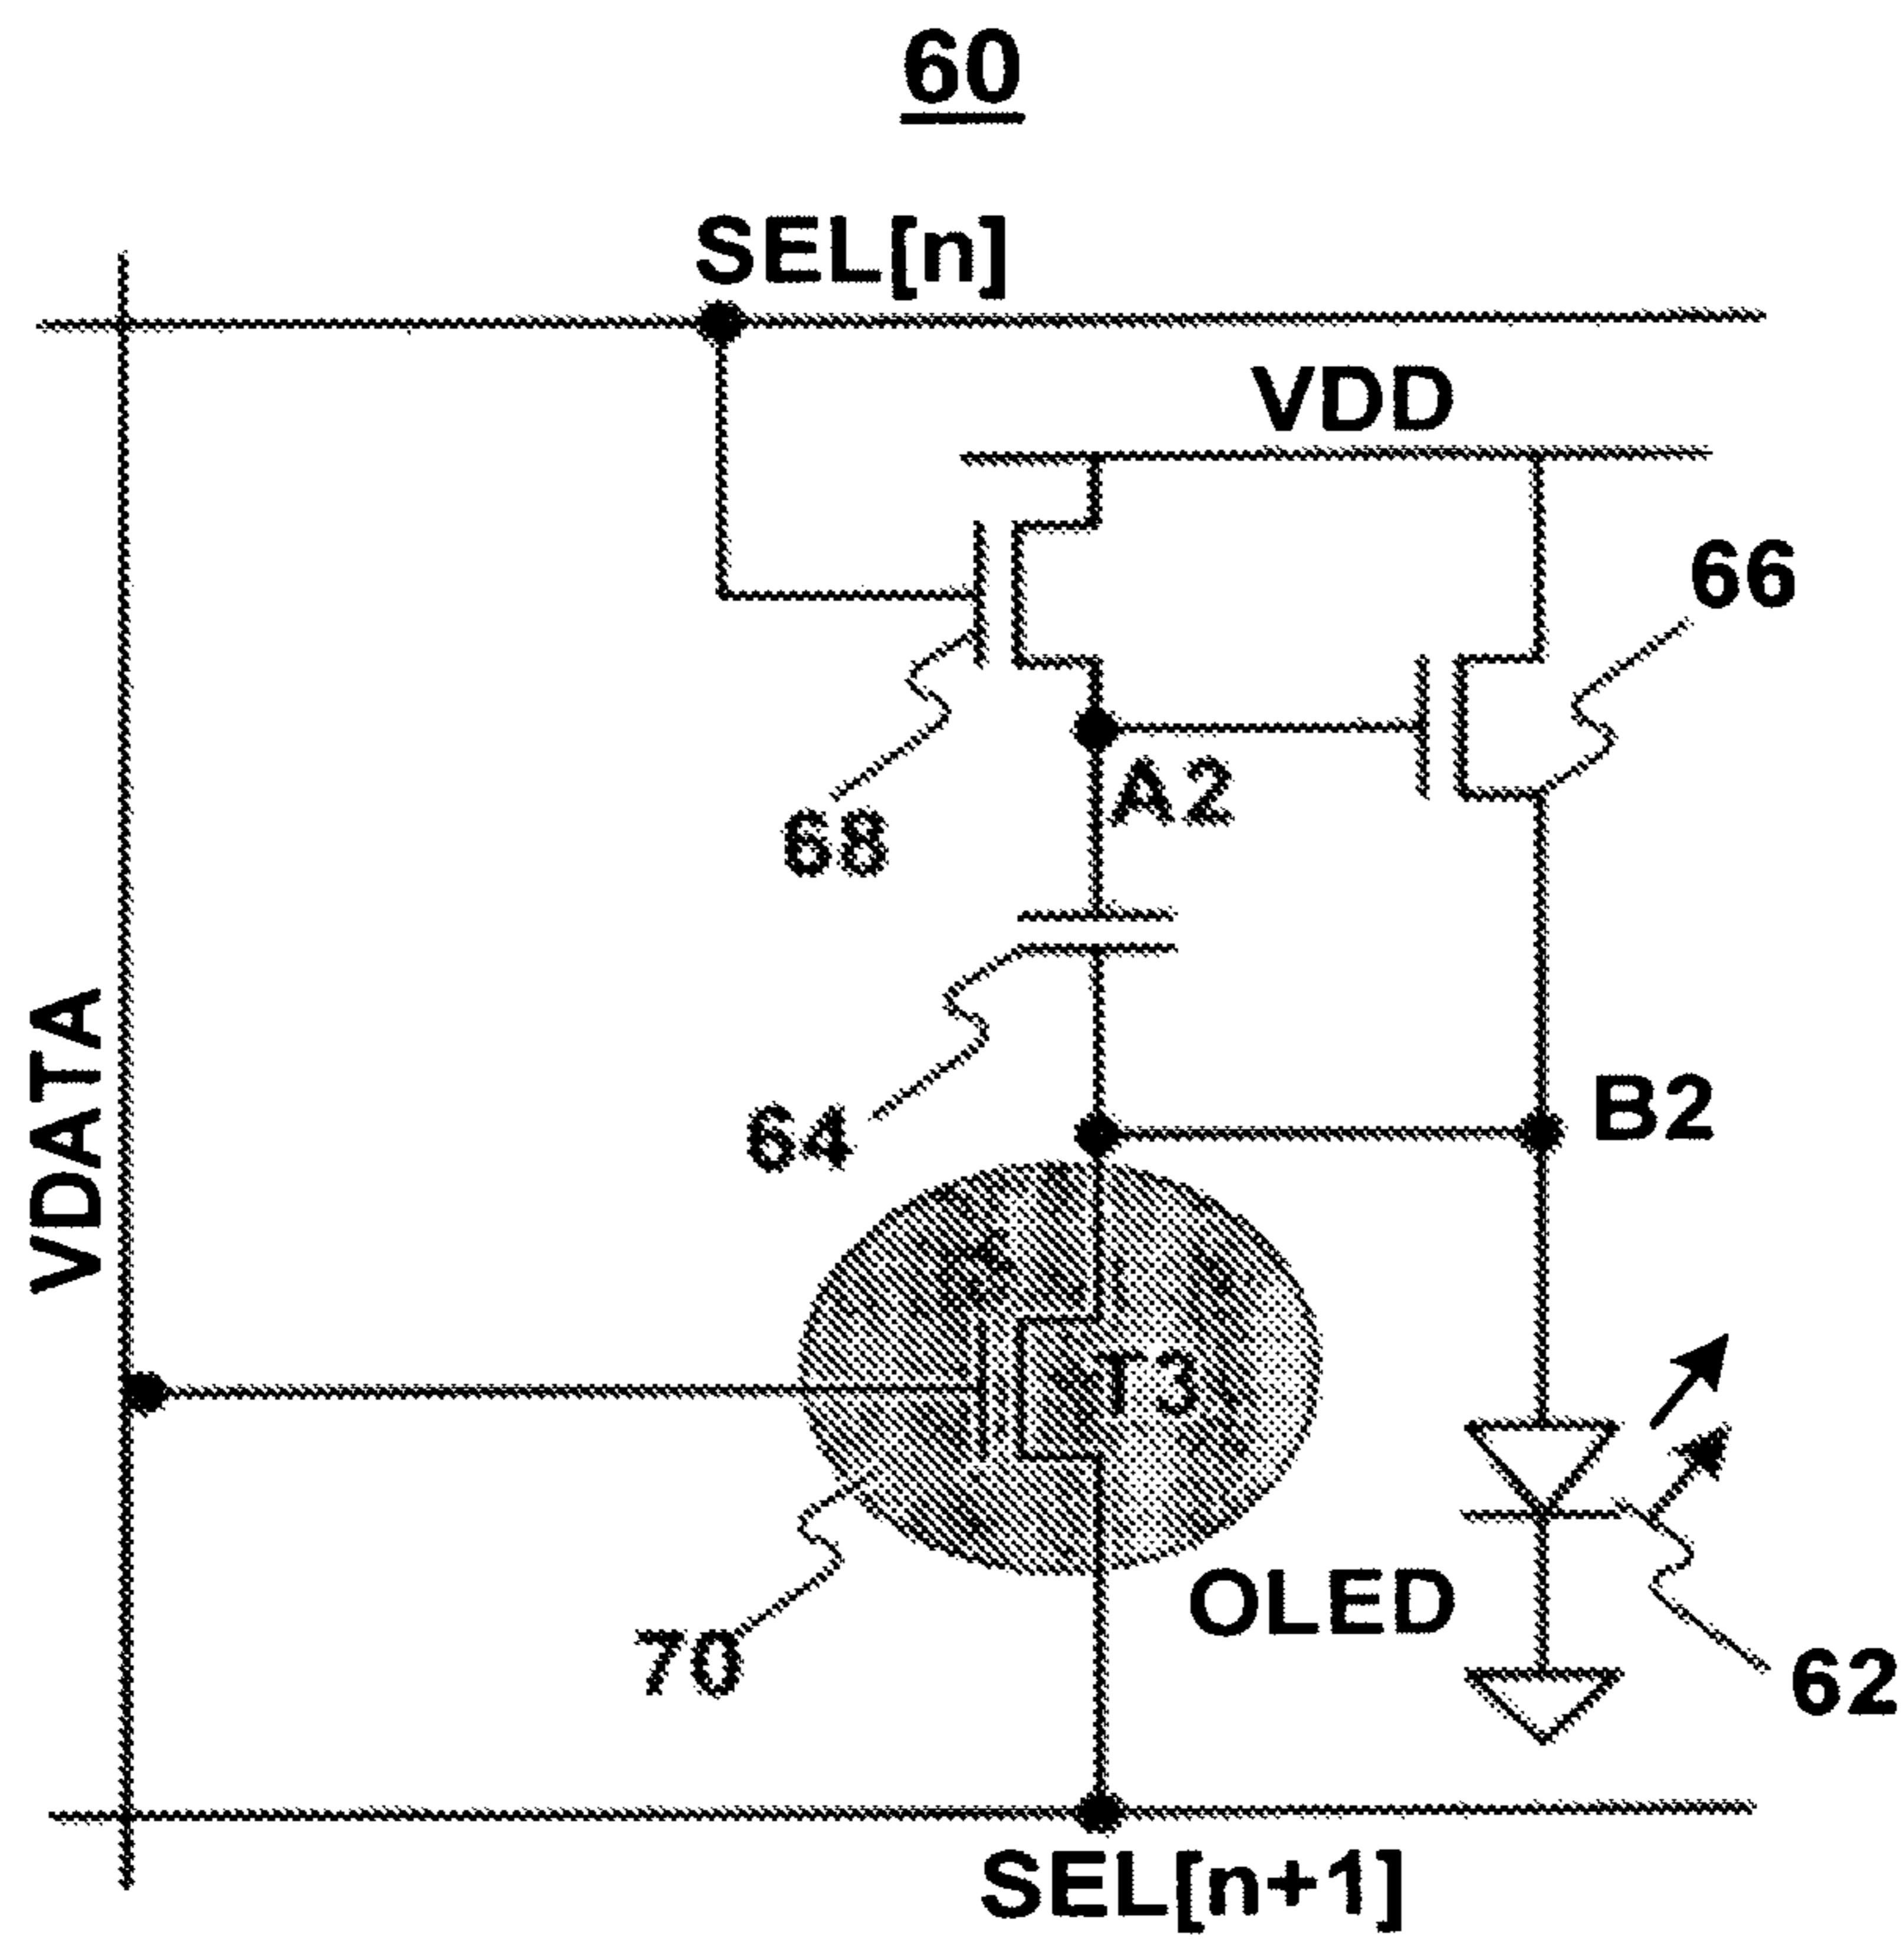 60
SEL[n]
VDD
66
A2
68
VDATA
64
B2
T3
70
OLED
62
SEL[n+1]